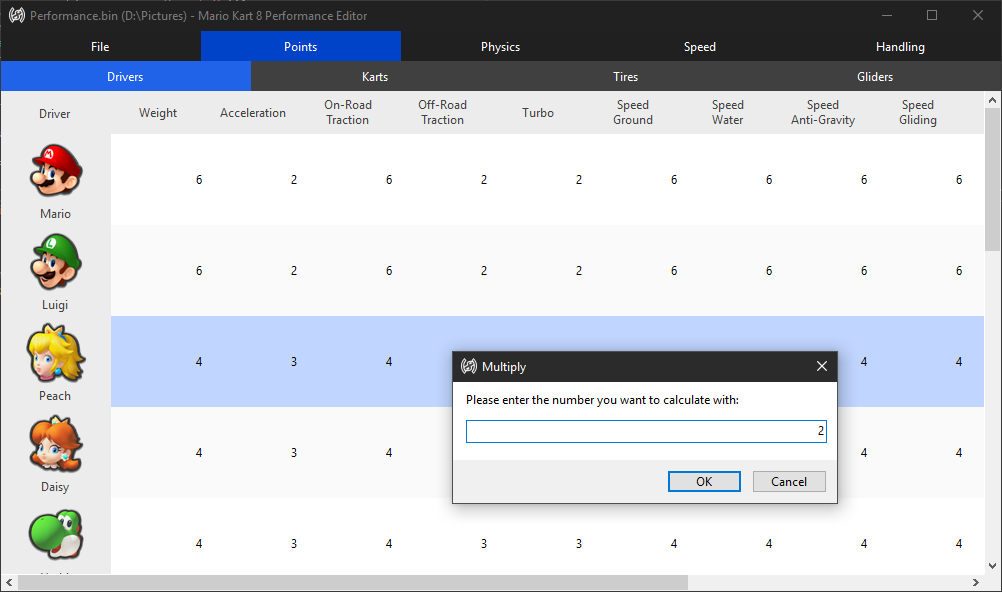 Performance.bin (D:\Pictures) - Mario Kart 8 Performance Editor
File Points Physics Speed Handling
Drivers Karts Tires Gliders
Driver Weight Acceleration On-Road Traction Off-Road Traction Turbo Speed Ground Speed Water Speed Anti-Gravity Speed Gliding
6 2 6 2 2 6 6 6 6
Mario
6 2 6 2 2 6 6 6 6
Luigi
4 3 4 4 4
Peach
Multiply
Please enter the number you want to calculate with:
2
OK Cancel
4 3 4 4 4
Daisy
4 3 4 3 3 4 4 4 4